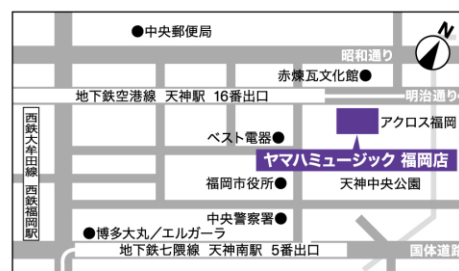 N
●中央郵便局
昭和通り
赤煉瓦文化館●
地下鉄空港線 天神駅 16番出口
明治通り
アクロス福岡
ベスト電器●
ヤマハミュージック 福岡店
西鉄大牟田線 西鉄福岡駅
福岡市役所●
天神中央公園
中央警察署●
●博多大丸／エルガーラ
地下鉄七隈線 天神南駅 5番出口
国体道路